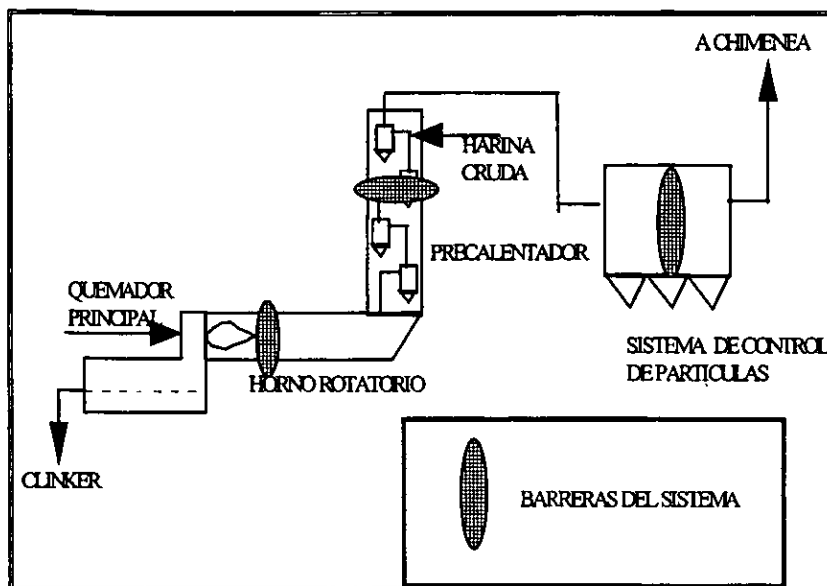 A CHIMENEA
HARINA
CRUDA
PRECALENTADOR
QUEMADOR
PRINCIPAL
HORNO ROTATORIO
SISTEMA DE CONTROL
DE PARTICULAS
CLINKER
BARRERAS DEL SISTEMA